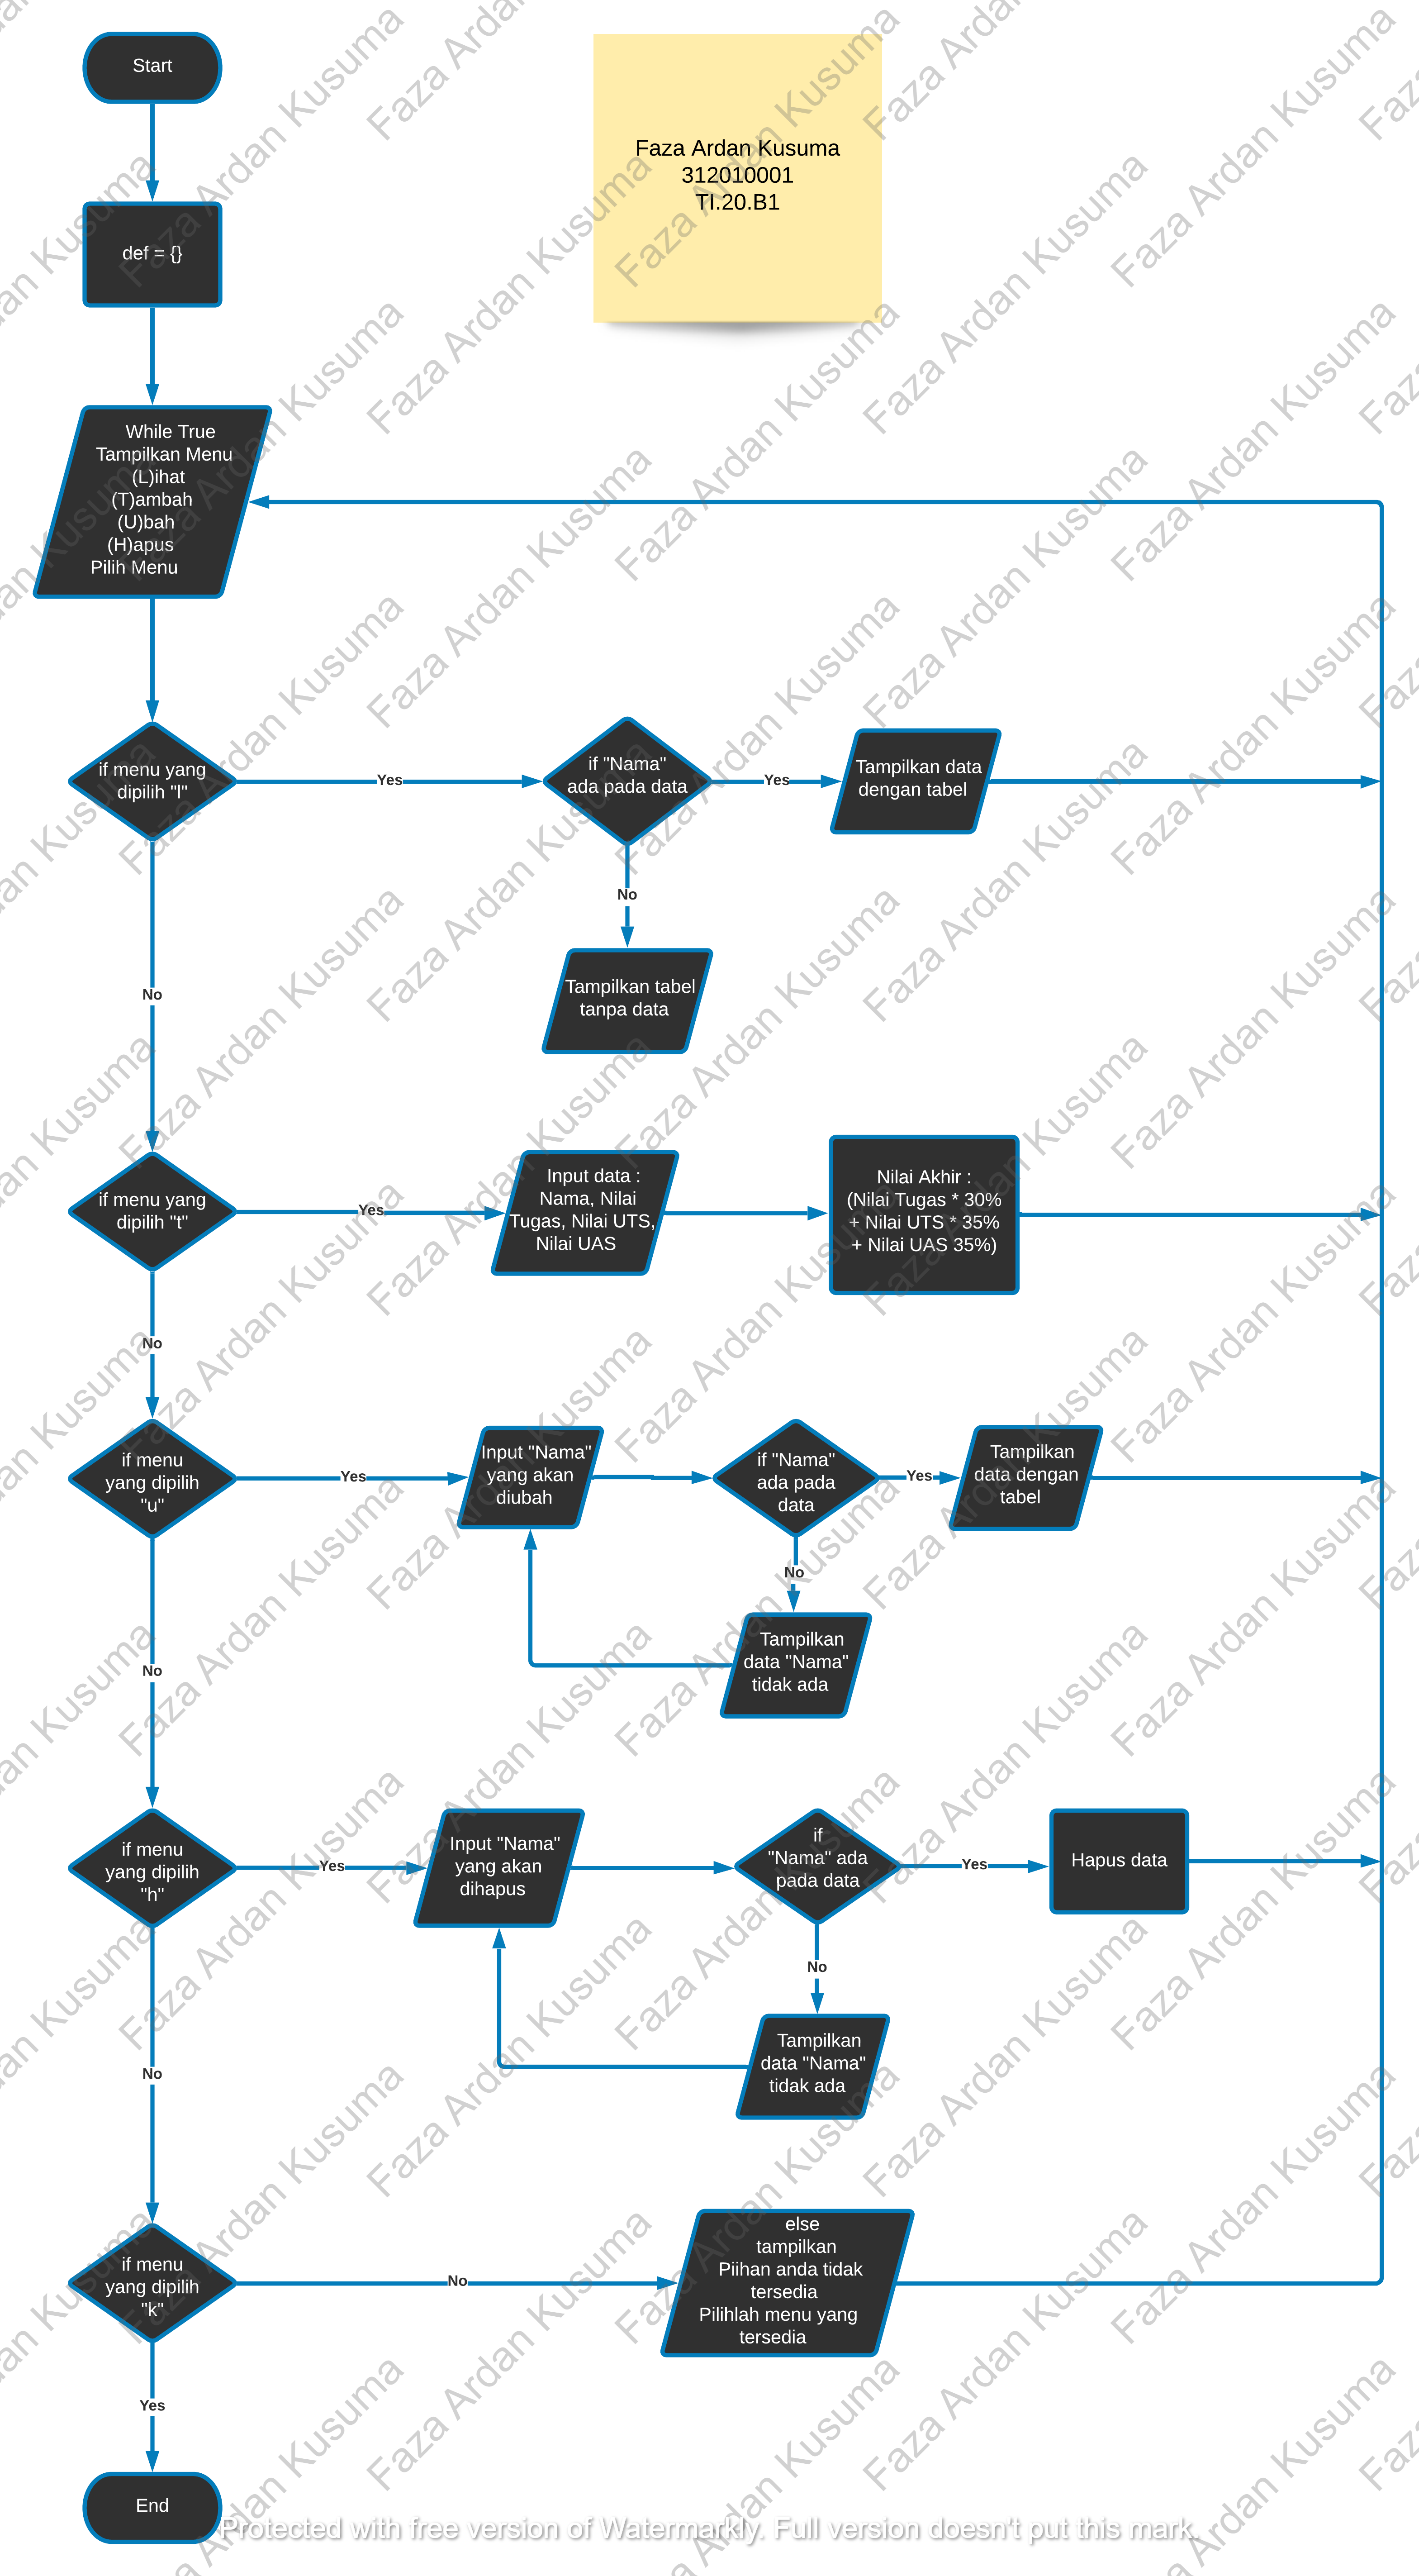 Start
Faza Ardan Kusuma
312010001
TI.20.B1
def = {}
While True
Tampilkan Menu
(L)ihat
(T)ambah
(U)bah
(H)apus
Pilih Menu
if menu yang
dipilih "l"
Yes
if "Nama"
ada pada data
Yes
Tampilkan data
dengan tabel
No
Tampilkan tabel
tanpa data
No
if menu yang
dipilih "t"
Yes
Input data :
Nama, Nilai
Tugas, Nilai UTS,
Nilai UAS
Nilai Akhir :
(Nilai Tugas * 30%
+ Nilai UTS * 35%
+ Nilai UAS 35%)
No
if menu
yang dipilih
"u"
Yes
Input "Nama"
yang akan
diubah
if "Nama"
ada pada
data
Yes
Tampilkan
data dengan
tabel
No
Tampilkan
data "Nama"
tidak ada
No
if menu
yang dipilih
"h"
Yes
Input "Nama"
yang akan
dihapus
if
"Nama" ada
pada data
Yes
Hapus data
No
Tampilkan
data "Nama"
tidak ada
No
if menu
yang dipilih
"k"
No
else
tampilkan
Piihan anda tidak
tersedia
Pilihlah menu yang
tersedia
Yes
End
Faza Ardan Kusuma
Protected with free version of Watermarkly. Full version doesn't put this mark.